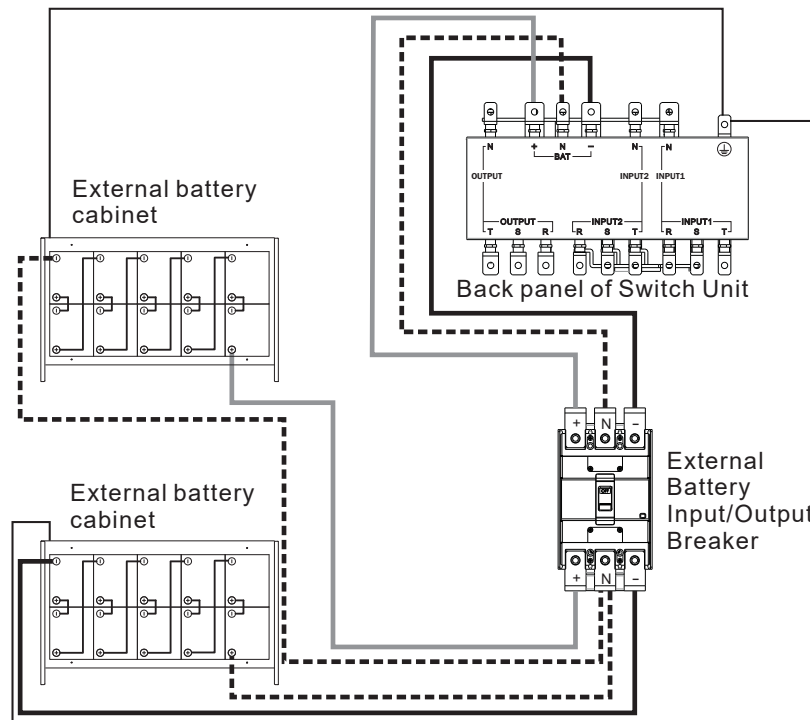 N + N − N N
BAT
OUTPUT INPUT2 INPUT1
OUTPUT INPUT2 INPUT1
T S R R S T R S T
Back panel of Switch Unit
External battery
cabinet
+ N −
OFF
External
Battery
Input/Output
Breaker
+ N −
External battery
cabinet